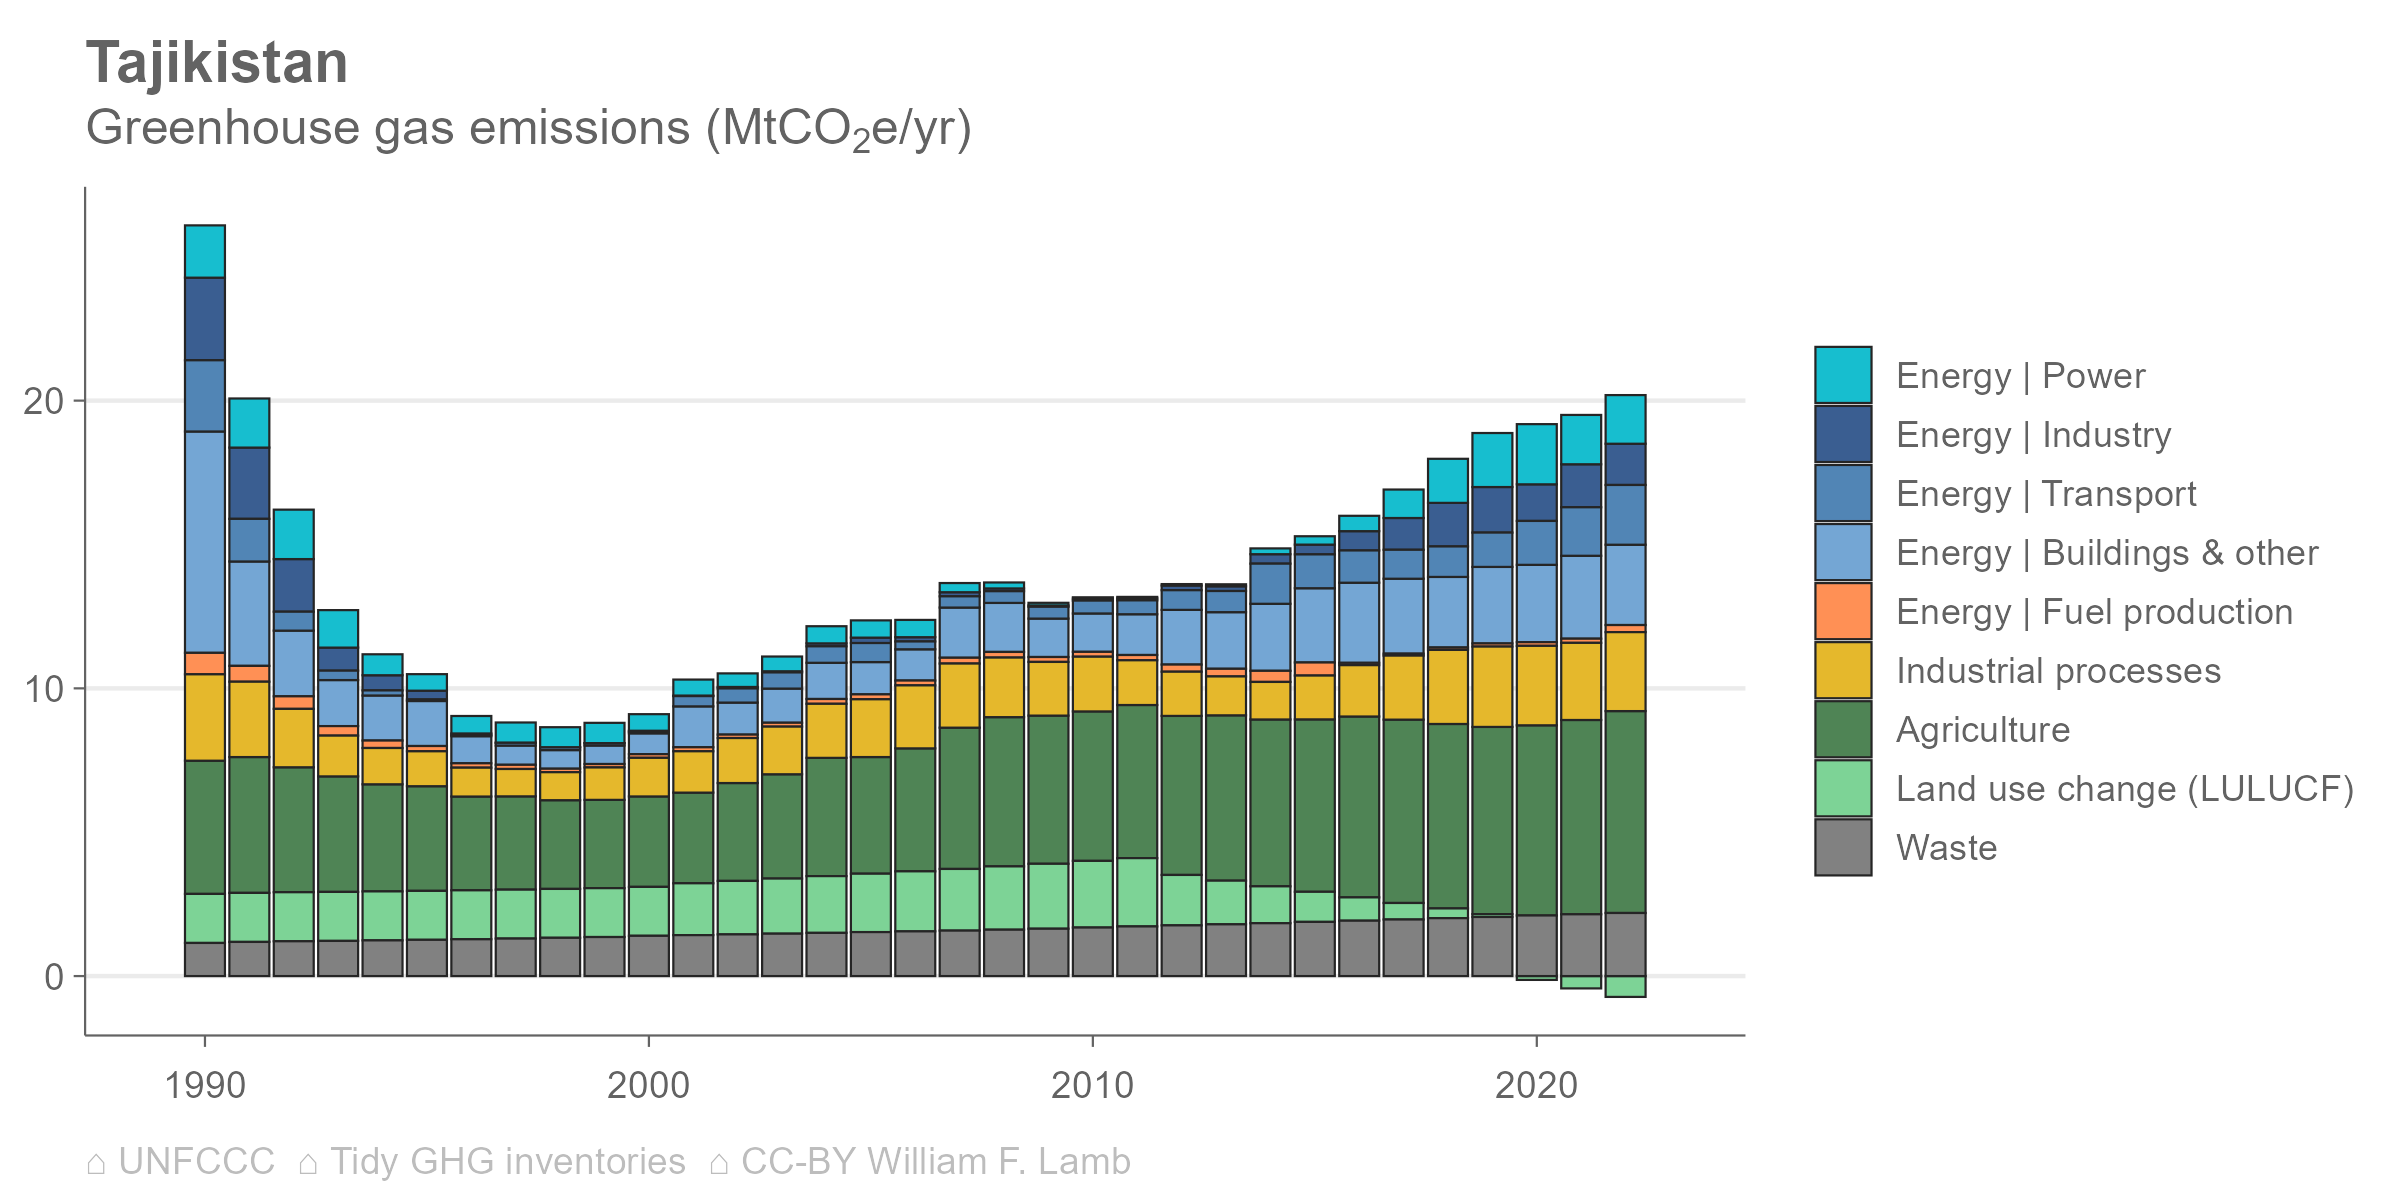 Tajikistan
Greenhouse gas emissions (MtCO₂e/yr)
20
10
0
1990
2000
2010
2020
Energy | Power
Energy | Industry
Energy | Transport
Energy | Buildings & other
Energy | Fuel production
Industrial processes
Agriculture
Land use change (LULUCF)
Waste
⌂ UNFCCC ⌂ Tidy GHG inventories ⌂ CC-BY William F. Lamb